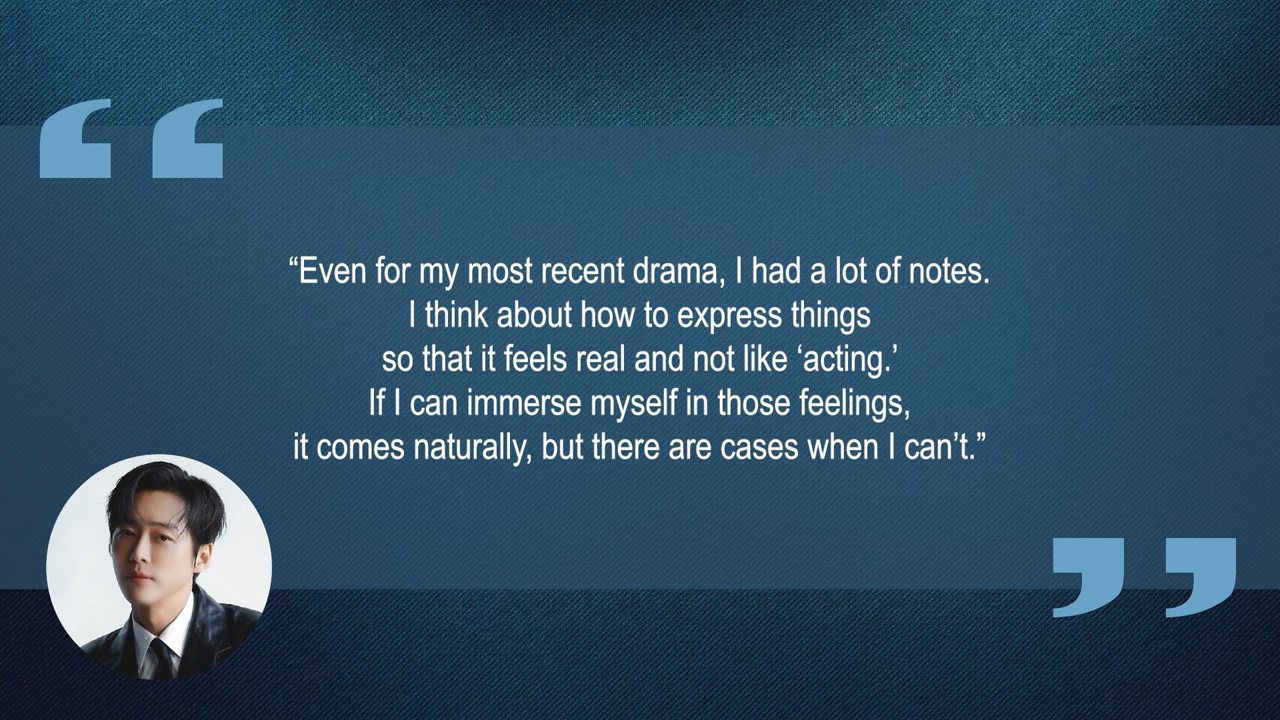 “Even for my most recent drama, I had a lot of notes.
I think about how to express things
so that it feels real and not like ‘acting.’
If I can immerse myself in those feelings,
it comes naturally, but there are cases when I can’t.”